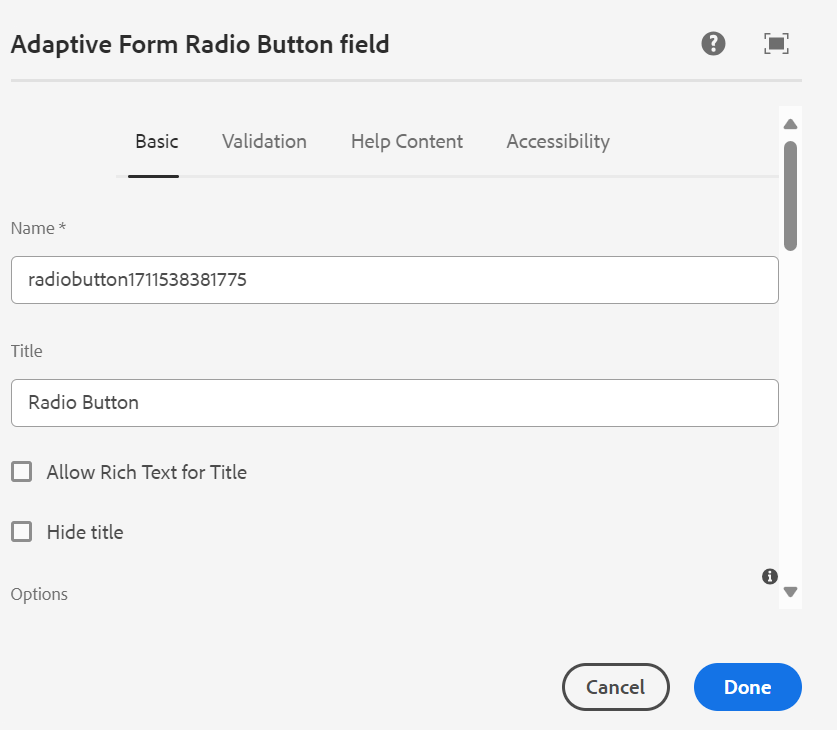 Adaptive Form Radio Button field
Basic Validation Help Content Accessibility
Name *
radiobutton1711538381775
Title
Radio Button
Allow Rich Text for Title
Hide title
Options
Cancel Done